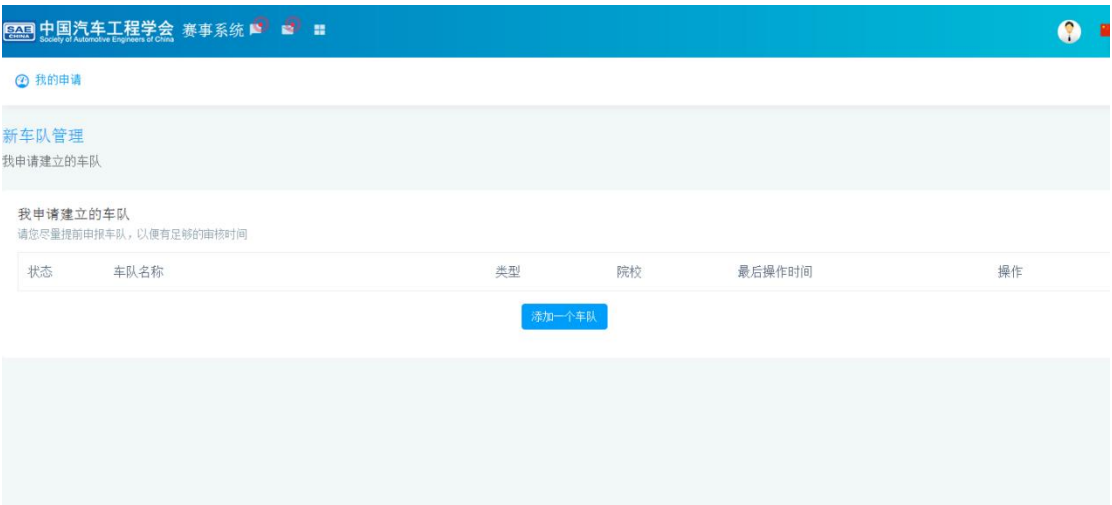 SAE 中国汽车工程学会 赛事系统
CHINA Society of Automotive Engineers of China
我的申请
新车队管理
我申请建立的车队
我申请建立的车队
请您尽量提前申报车队，以便有足够的审核时间
状态 车队名称 类型 院校 最后操作时间 操作
添加一个车队